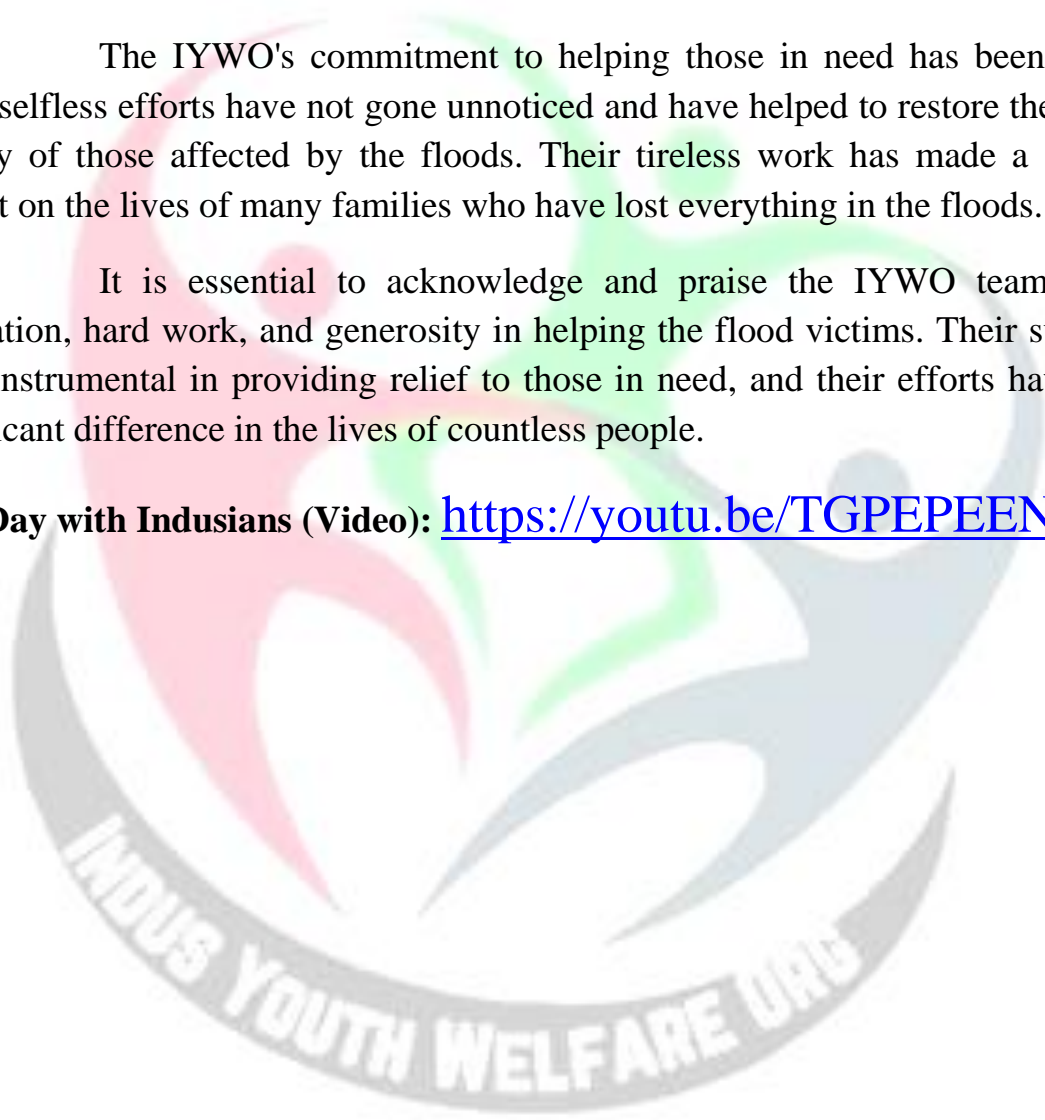 The IYWO's commitment to helping those in need has been
selfless efforts have not gone unnoticed and have helped to restore the
y of those affected by the floods. Their tireless work has made a
t on the lives of many families who have lost everything in the floods.
It is essential to acknowledge and praise the IYWO team
ation, hard work, and generosity in helping the flood victims. Their s
nstrumental in providing relief to those in need, and their efforts hav
icant difference in the lives of countless people.
Day with Indusians (Video): https://youtu.be/TGPEPEEN
INDUS YOUTH WELFARE ORG